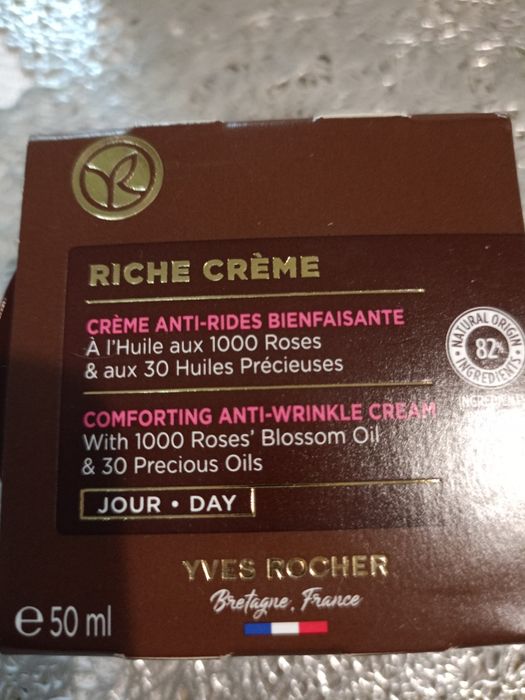 RICHE CRÈME
CRÈME ANTI-RIDES BIENFAISANTE
À l'Huile aux 1000 Roses
& aux 30 Huiles Précieuses
COMFORTING ANTI-WRINKLE CREAM
With 1000 Roses' Blossom Oil
& 30 Precious Oils
JOUR • DAY
NATURAL ORIGIN
82%
INGREDIENTS
YVES ROCHER
Bretagne, France
e 50 ml